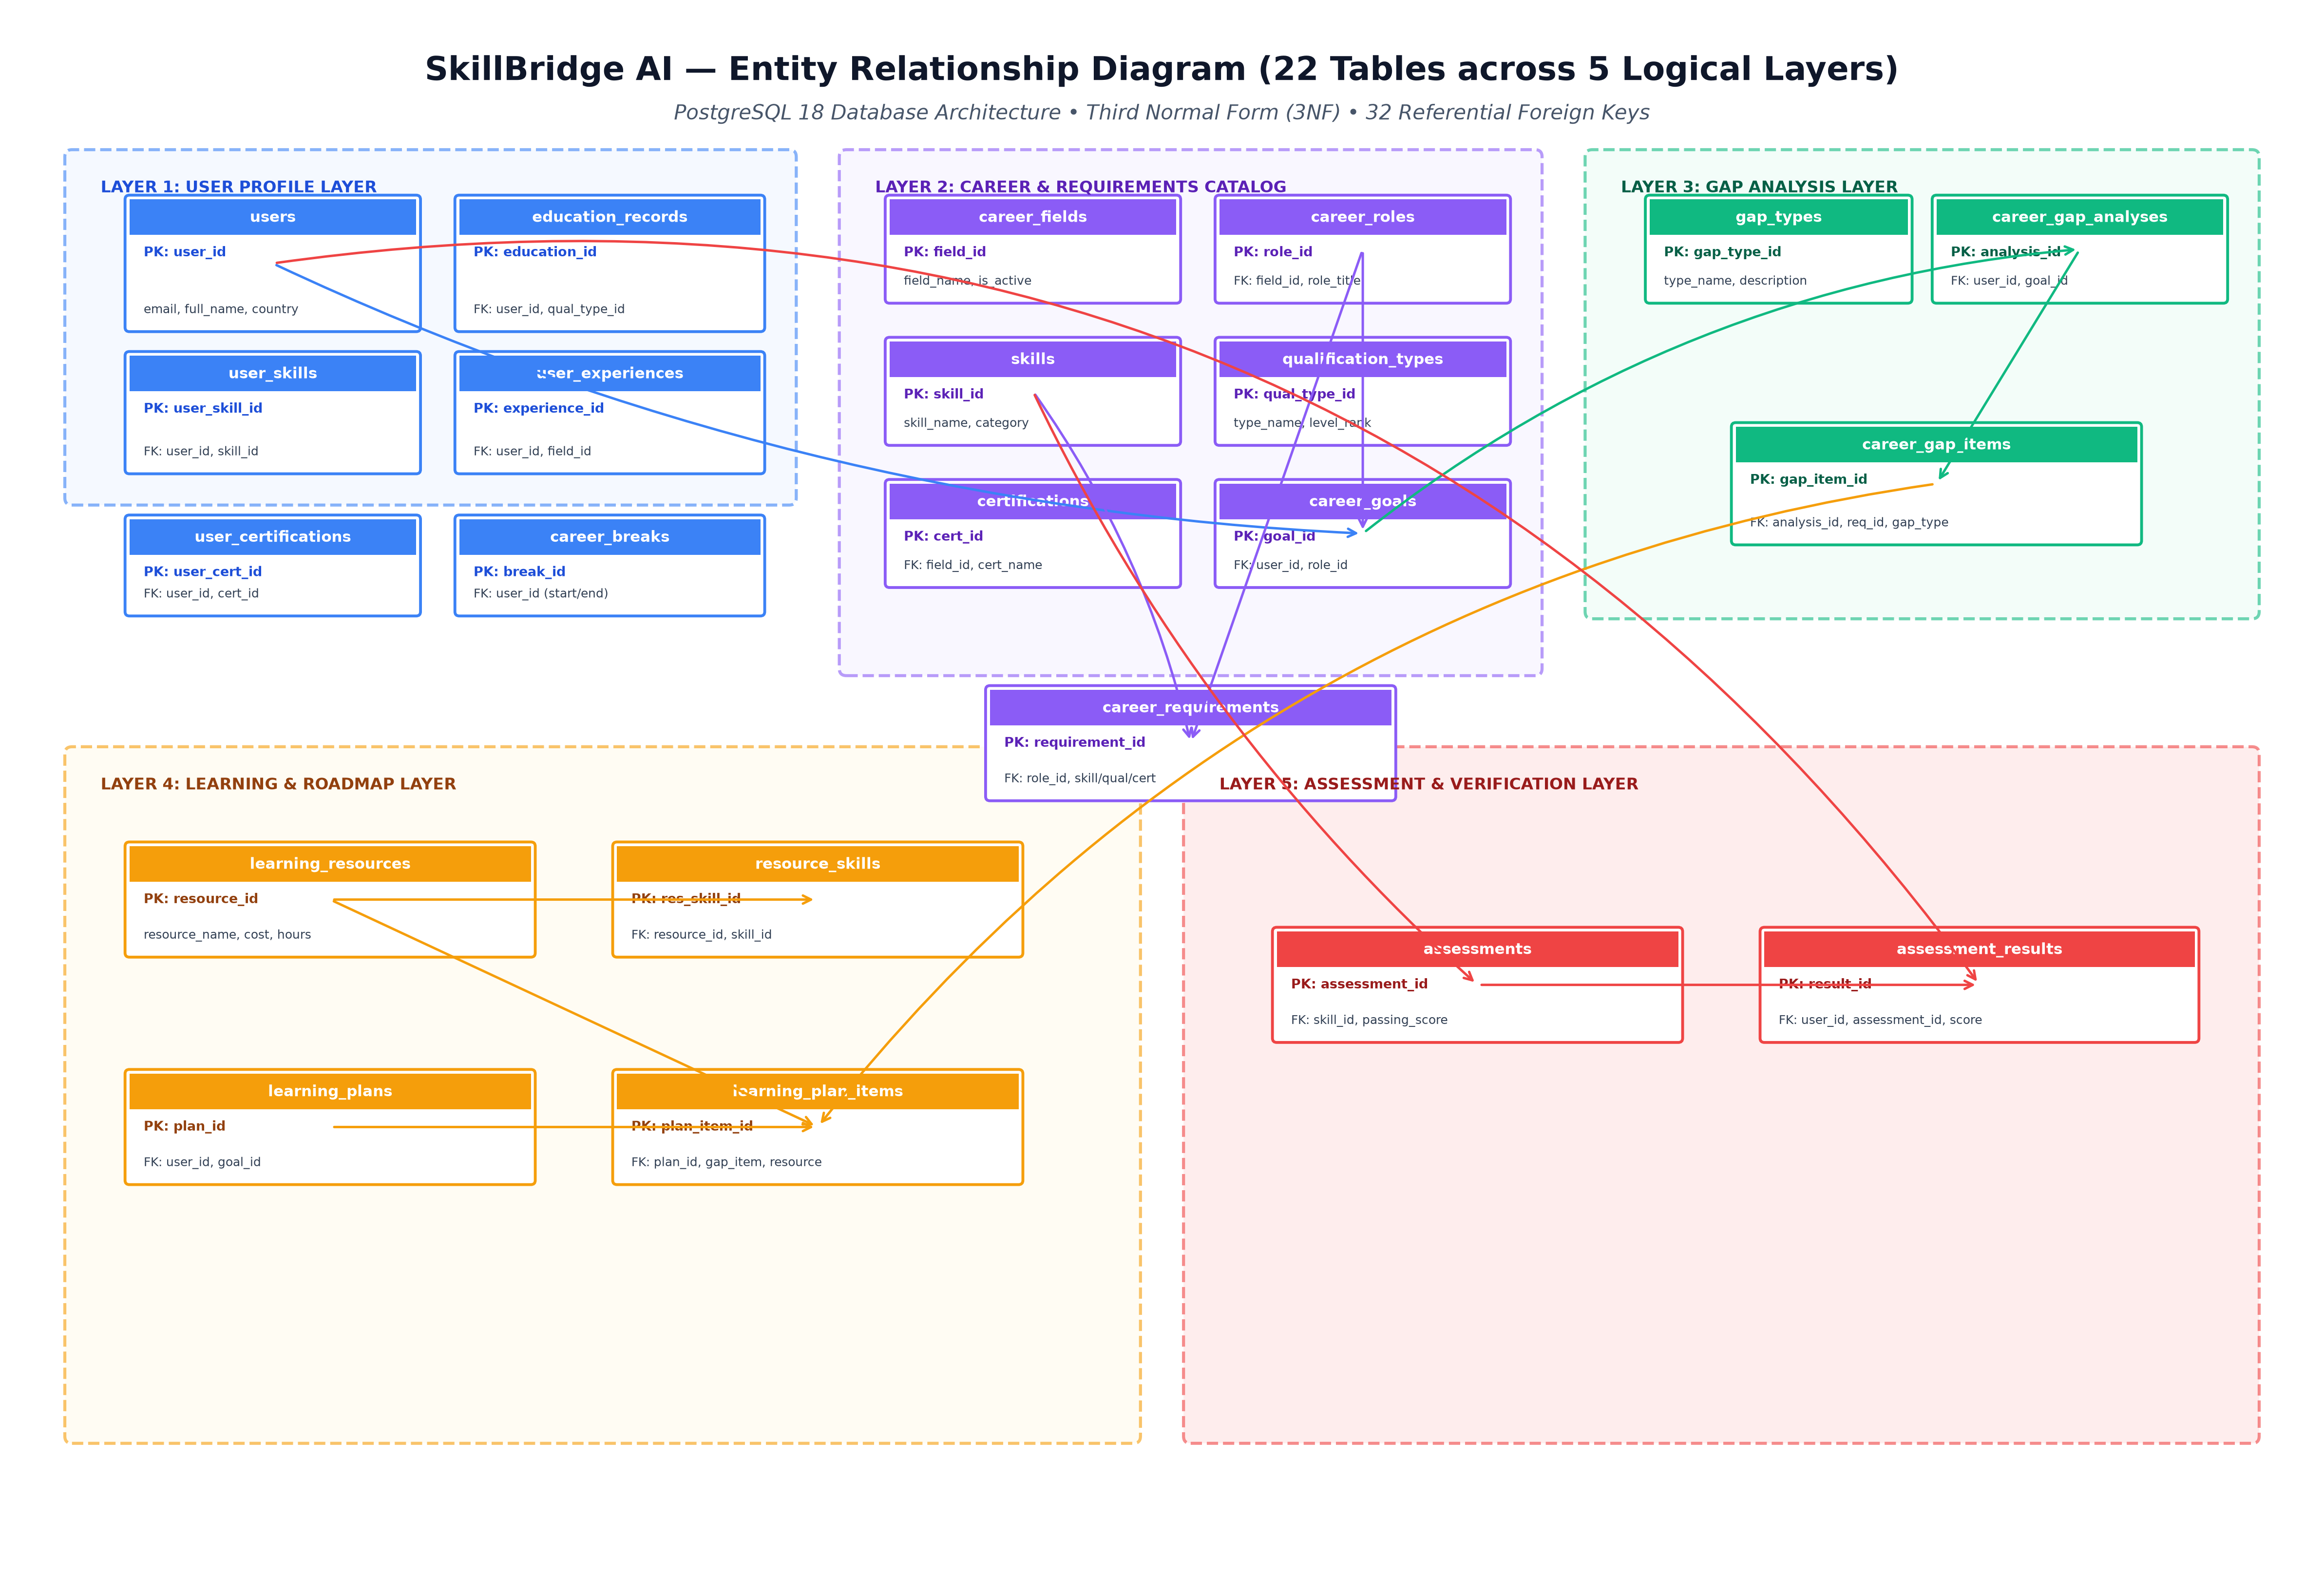 SkillBridge AI — Entity Relationship Diagram (22 Tables across 5 Logical Layers)
PostgreSQL 18 Database Architecture • Third Normal Form (3NF) • 32 Referential Foreign Keys
LAYER 1: USER PROFILE LAYER
users
PK: user_id
email, full_name, country
education_records
PK: education_id
FK: user_id, qual_type_id
user_skills
PK: user_skill_id
FK: user_id, skill_id
user_experiences
PK: experience_id
FK: user_id, field_id
user_certifications
PK: user_cert_id
FK: user_id, cert_id
career_breaks
PK: break_id
FK: user_id (start/end)
LAYER 2: CAREER & REQUIREMENTS CATALOG
career_fields
PK: field_id
field_name, is_active
career_roles
PK: role_id
FK: field_id, role_title
skills
PK: skill_id
skill_name, category
qualification_types
PK: qual_type_id
type_name, level_rank
certifications
PK: cert_id
FK: field_id, cert_name
career_goals
PK: goal_id
FK: user_id, role_id
career_requirements
PK: requirement_id
FK: role_id, skill/qual/cert
LAYER 3: GAP ANALYSIS LAYER
gap_types
PK: gap_type_id
type_name, description
career_gap_analyses
PK: analysis_id
FK: user_id, goal_id
career_gap_items
PK: gap_item_id
FK: analysis_id, req_id, gap_type
LAYER 4: LEARNING & ROADMAP LAYER
learning_resources
PK: resource_id
resource_name, cost, hours
resource_skills
PK: res_skill_id
FK: resource_id, skill_id
learning_plans
PK: plan_id
FK: user_id, goal_id
learning_plan_items
PK: plan_item_id
FK: plan_id, gap_item, resource
LAYER 5: ASSESSMENT & VERIFICATION LAYER
assessments
PK: assessment_id
FK: skill_id, passing_score
assessment_results
PK: result_id
FK: user_id, assessment_id, score